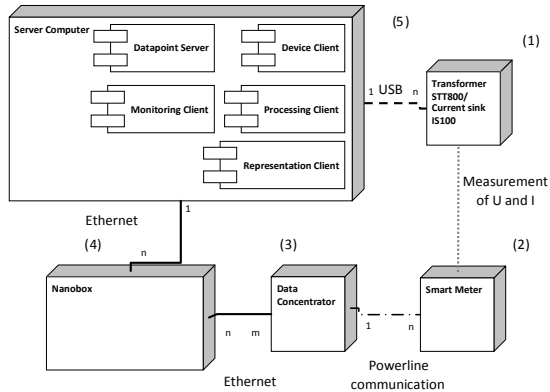 Server Computer
Datapoint Server
Device Client
Monitoring Client
Processing Client
Representation Client
(5)
(1)
1
USB
n
Transformer
STT800/
Current sink
IS100
Measurement
of U and I
Ethernet
1
n
(4)
(3)
(2)
Nanobox
Data
Concentrator
Smart Meter
n
m
1
n
Ethernet
Powerline
communication